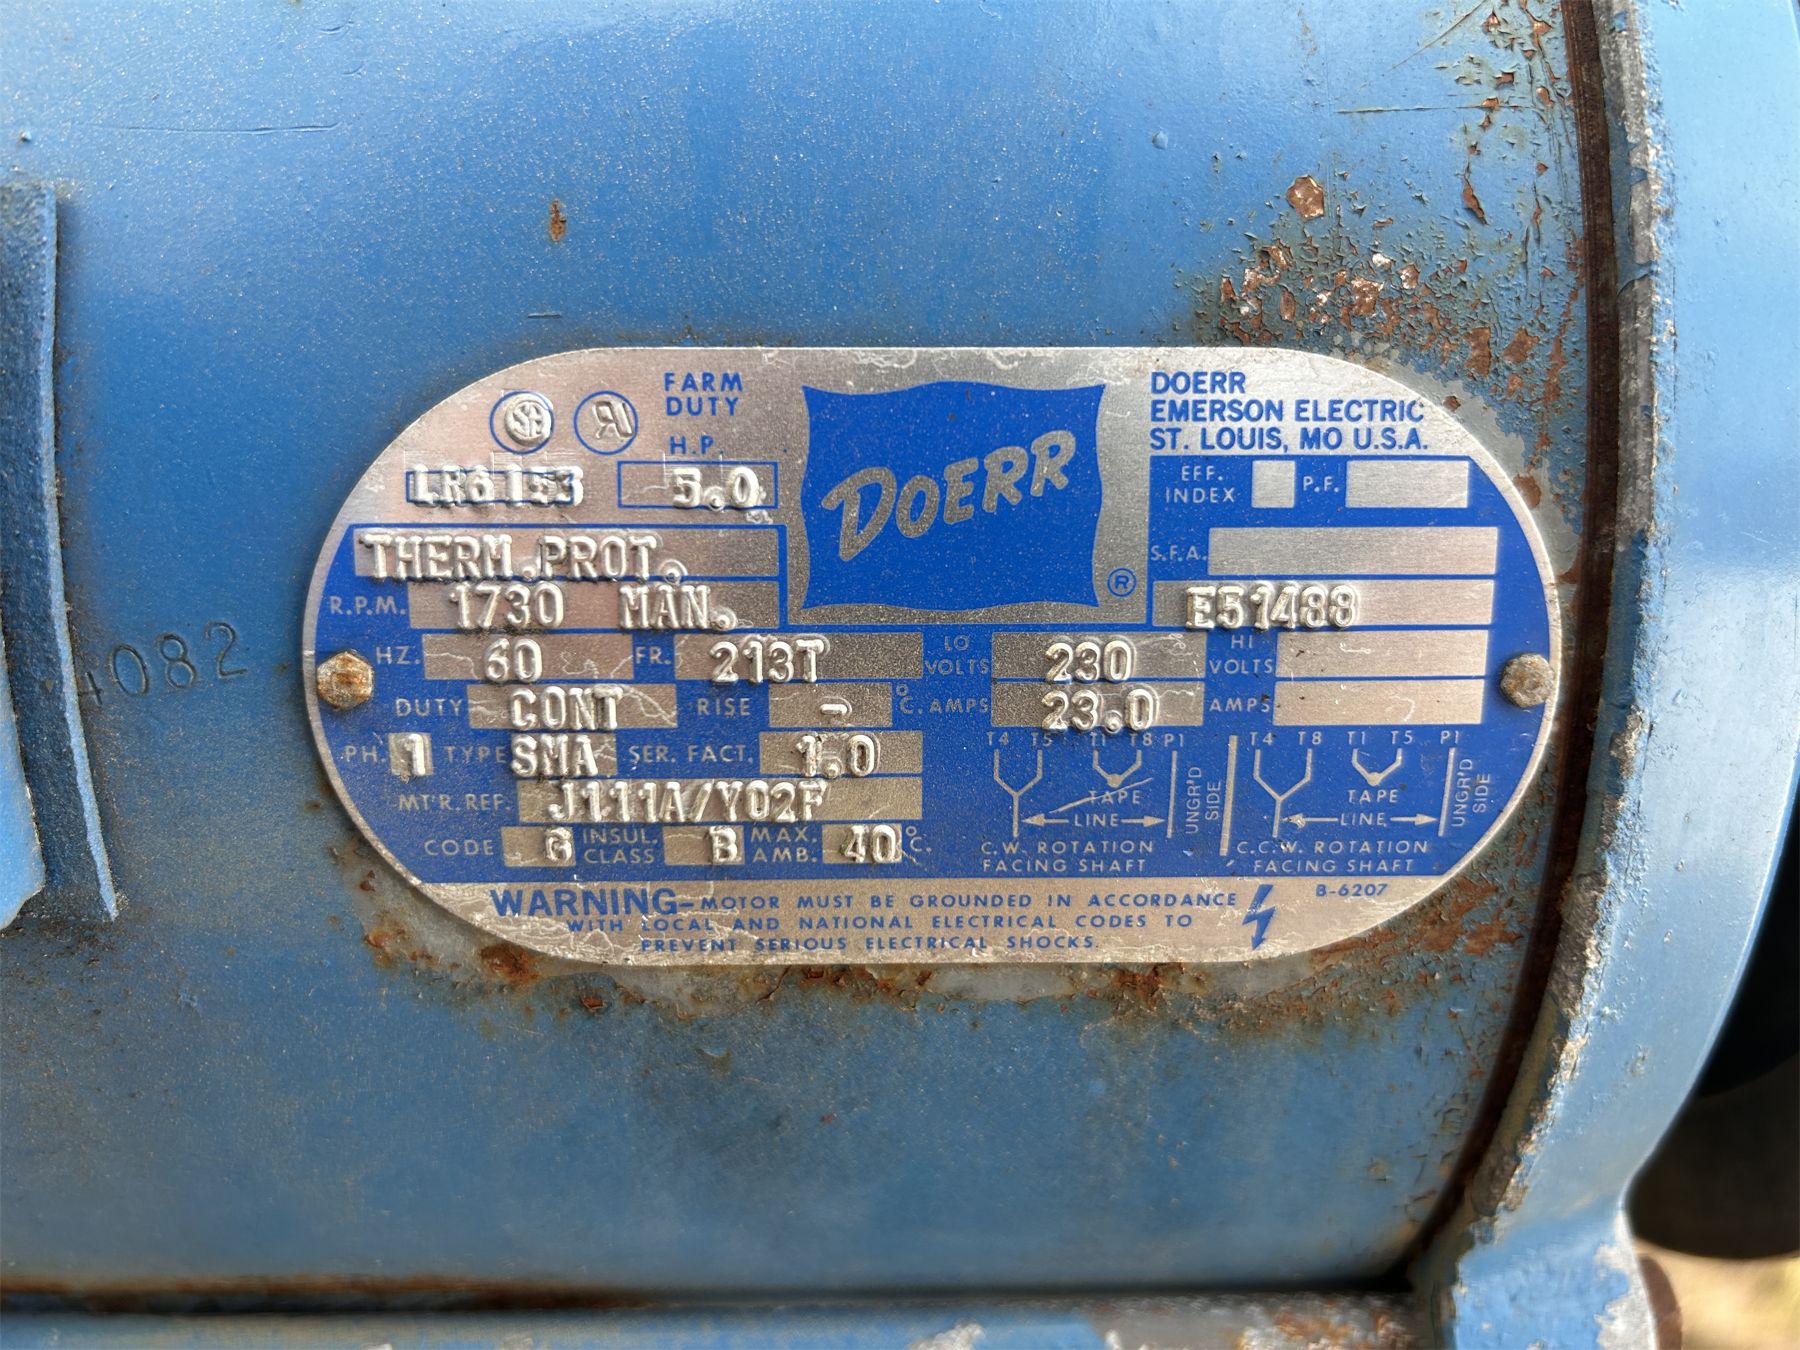 FARM
DUTY
H.P.
LR6153 5.0
DOERR
®
DOERR
EMERSON ELECTRIC
ST. LOUIS, MO U.S.A.
EFF.
INDEX P.F.
S.F.A.
E51488
THERM.PROT.
R.P.M. 1730 MAN.
HZ. 60 FR. 213T LO VOLTS 230 HI VOLTS
DUTY CONT RISE - °C. AMPS 23.0 AMPS
PH. 1 TYPE SMA SER. FACT. 1.0
MT'R. REF. J111A/Y02F
CODE G INSUL. CLASS B MAX. AMB. 40 °C.
T4 T5 T1 T8 P1
TAPE
LINE
UNGR'D
SIDE
C.W. ROTATION
FACING SHAFT
T4 T8 T1 T5 P1
TAPE
LINE
UNGR'D
SIDE
C.C.W. ROTATION
FACING SHAFT
B-6207
WARNING-MOTOR MUST BE GROUNDED IN ACCORDANCE
WITH LOCAL AND NATIONAL ELECTRICAL CODES TO
PREVENT SERIOUS ELECTRICAL SHOCKS.
4082